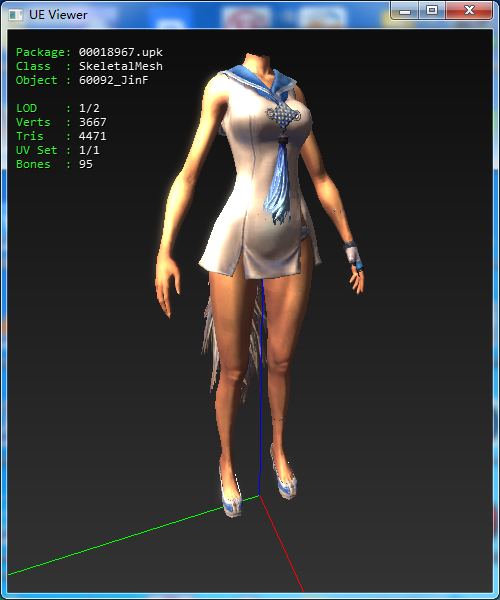 UE Viewer
Package: 00018967.upk
Class : SkeletalMesh
Object : 60092_JinF
LOD : 1/2
Verts : 3667
Tris : 4471
UV Set : 1/1
Bones : 95